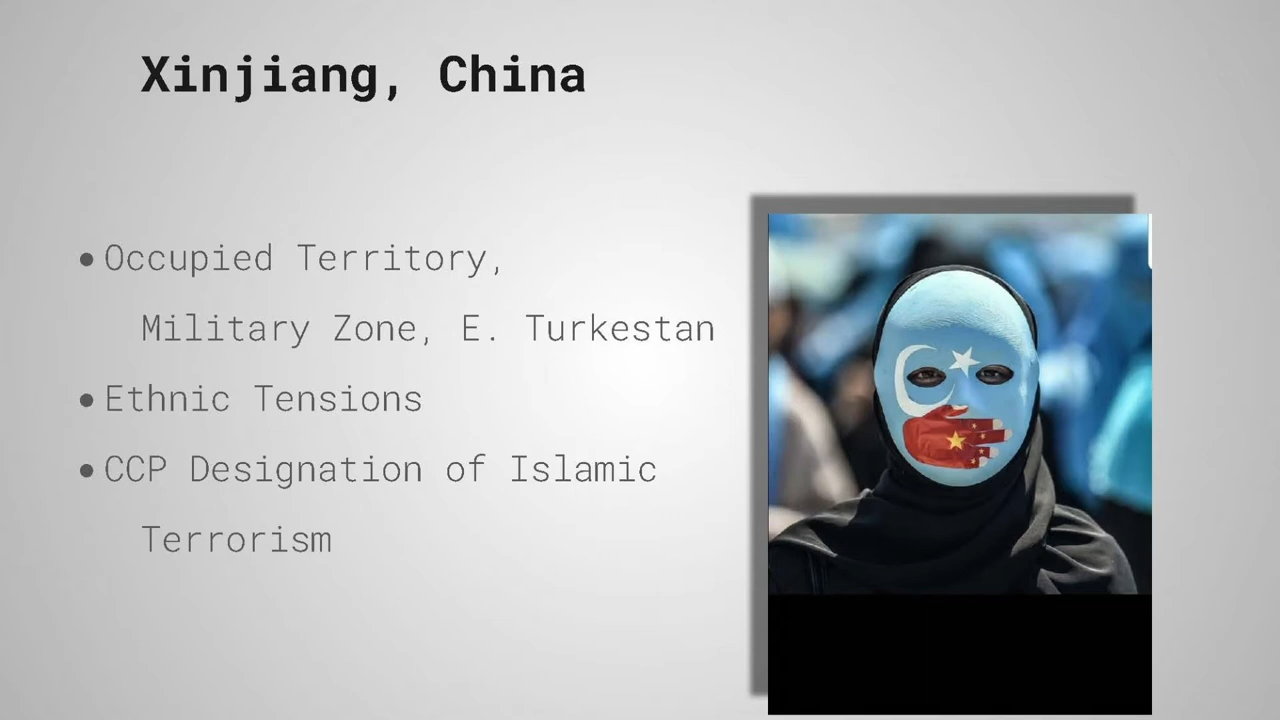 Xinjiang, China
• Occupied Territory,
Military Zone, E. Turkestan
• Ethnic Tensions
• CCP Designation of Islamic
Terrorism